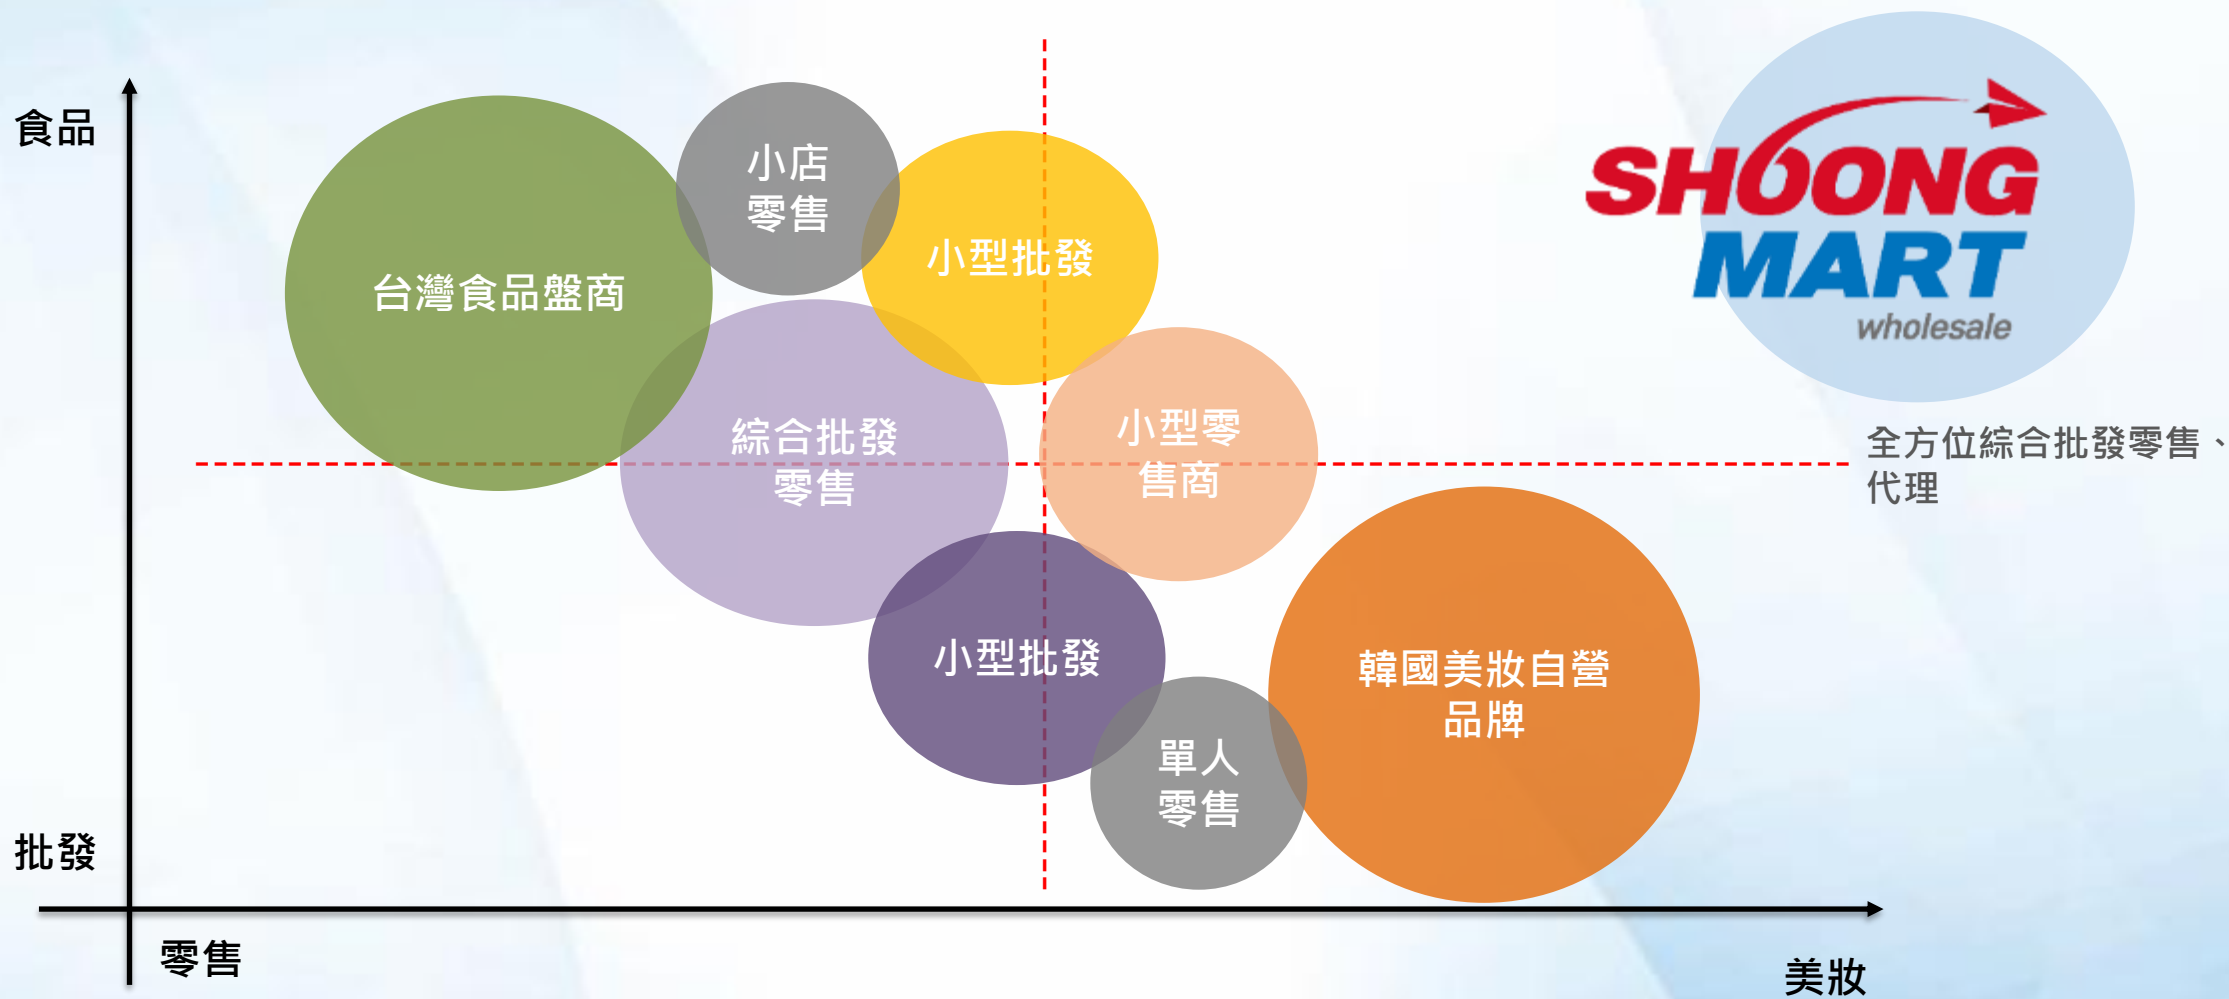 食品
小店
零售
小型批發
台灣食品盤商
SHOONG
MART
wholesale
綜合批發
零售
小型零
售商
全方位綜合批發零售、
代理
小型批發
韓國美妝自營
品牌
單人
零售
批發
零售
美妝